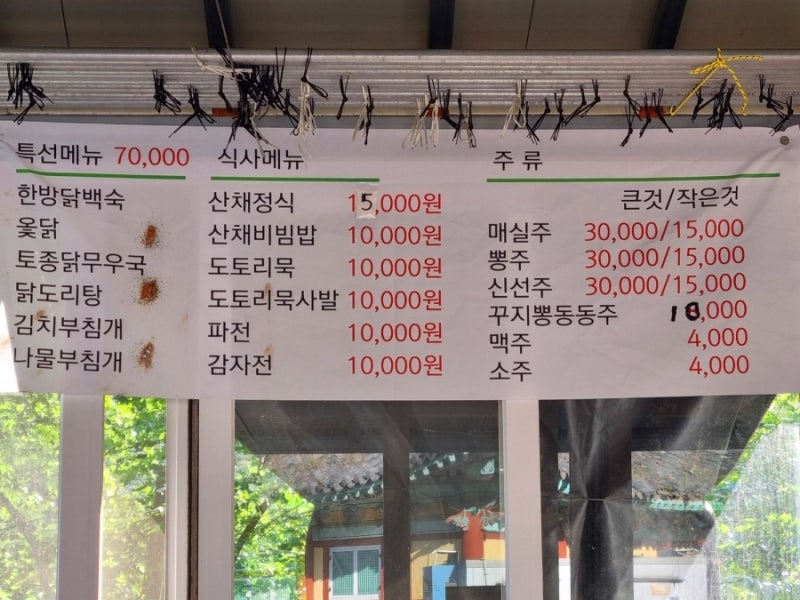 특선메뉴 70,000
한방닭백숙
옻닭
토종닭무우국
닭도리탕
김치부침개
나물부침개
식사메뉴
산채정식 15,000원
산채비빔밥 10,000원
도토리묵 10,000원
도토리묵사발 10,000원
파전 10,000원
감자전 10,000원
주 류
큰것/작은것
매실주 30,000/15,000
뽕주 30,000/15,000
신선주 30,000/15,000
꾸지뽕동동주 18,000
맥주 4,000
소주 4,000